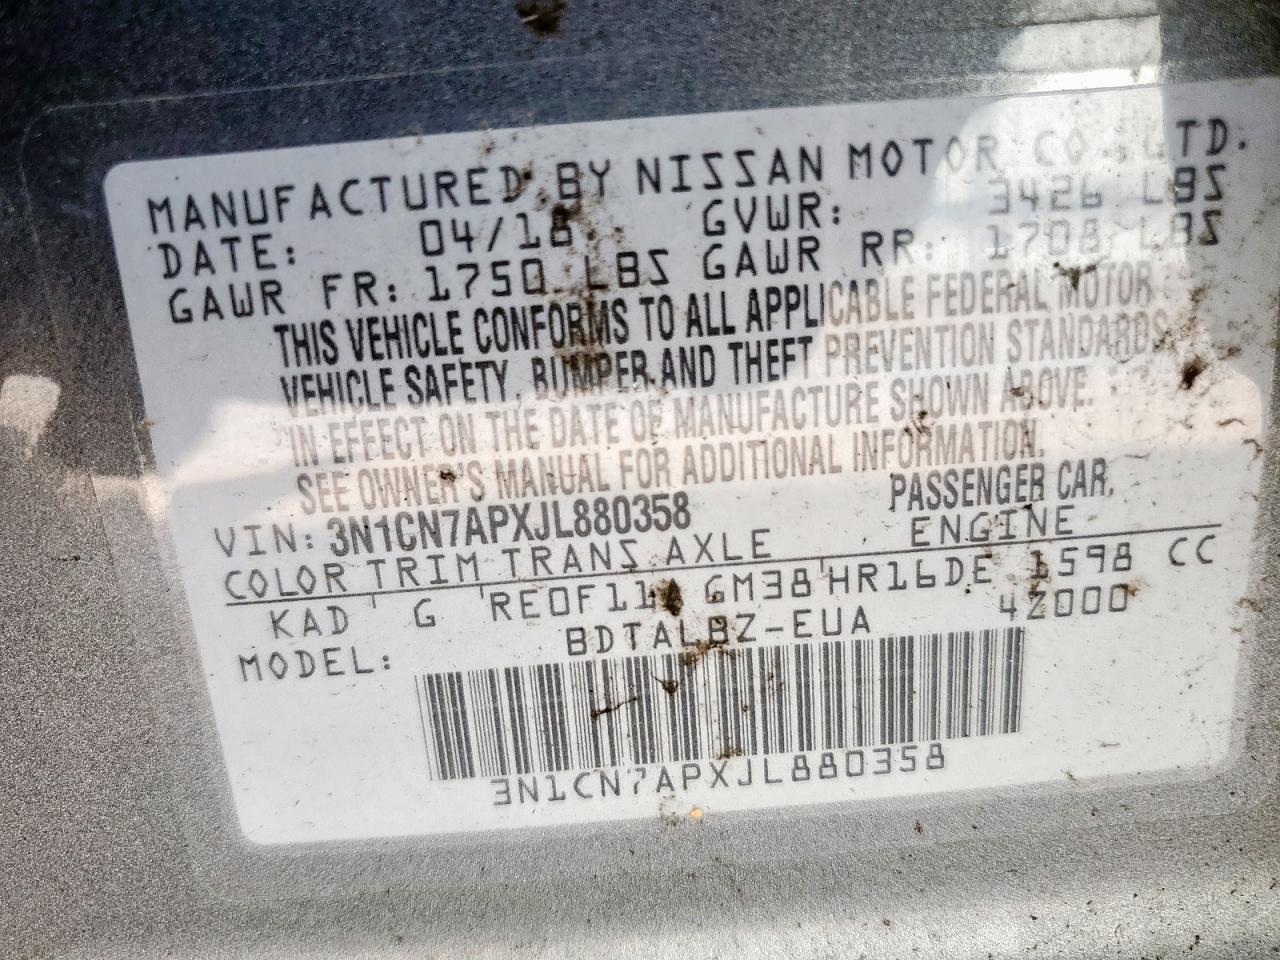 MANUFACTURED BY NISSAN MOTOR CO., LTD.
DATE: 04/18 GVWR: 3426 LBS
GAWR FR: 1750 LBS GAWR RR: 1708 LBS
THIS VEHICLE CONFORMS TO ALL APPLICABLE FEDERAL MOTOR
VEHICLE SAFETY, BUMPER AND THEFT PREVENTION STANDARDS
IN EFFECT ON THE DATE OF MANUFACTURE SHOWN ABOVE.
SEE OWNER'S MANUAL FOR ADDITIONAL INFORMATION.
VIN: 3N1CN7APXJL880358 PASSENGER CAR,
COLOR TRIM TRANS AXLE ENGINE
KAD G GM38 HR16DE 1598 CC
MODEL: BDTALBZ-EUA 4Z000
3N1CN7APXJL880358